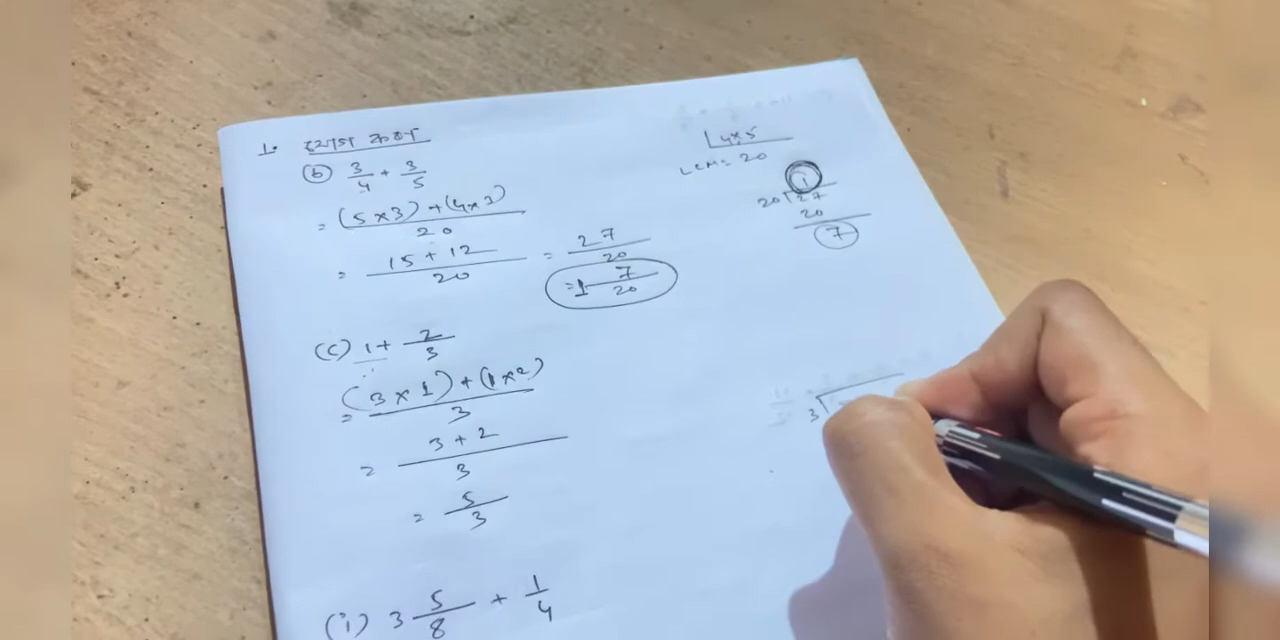 1. যোগ করুন
(b) 3/4 + 3/5
= (5×3)+(4×3)/20
= 15+12/20 = 27/20
= 1 7/20
4×5
LCM = 20
1
20 27
20
7
(c) 1 + 2/3
= (3×1)+(1×2)/3
= 3+2/3
= 5/3
3
(i) 3 5/8 + 1/4